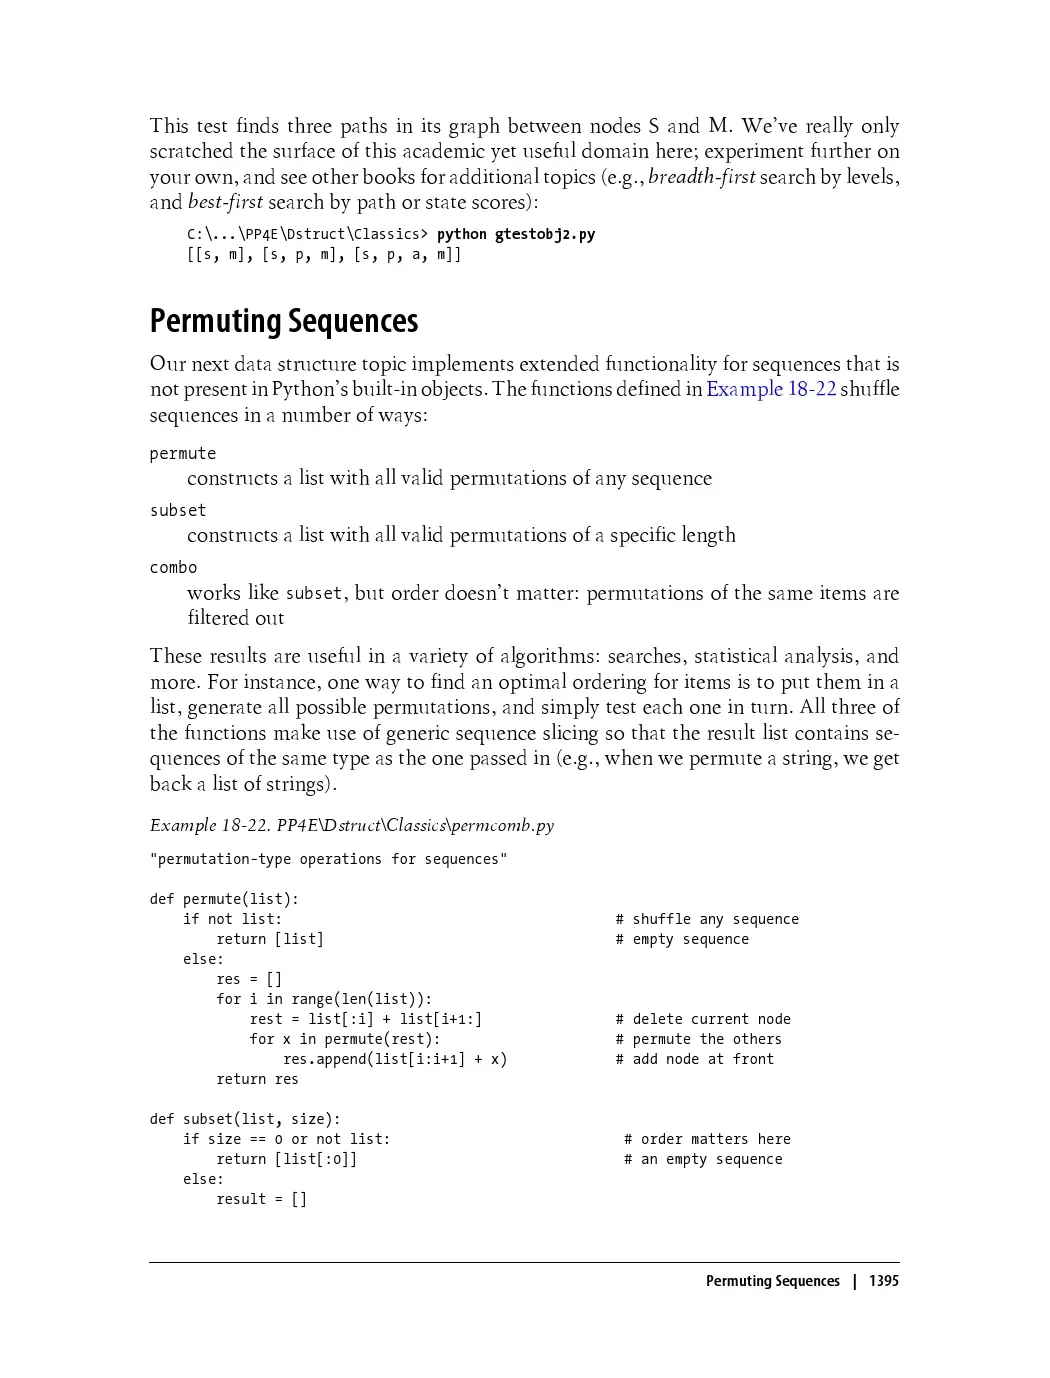 This test finds three paths in its graph between nodes S and M. We’ve really only
scratched the surface of this academic yet useful domain here; experiment further on
your own, and see other books for additional topics (e.g., breadth-first search by levels,
and best-first search by path or state scores):
C:\...\PP4E\Dstruct\Classics> python gtestobj2.py
[[s, m], [s, p, m], [s, p, a, m]]
Permuting Sequences
Our next data structure topic implements extended functionality for sequences that is
not present in Python’s built-in objects. The functions defined in Example 18-22 shuffle
sequences in a number of ways:
permute
constructs a list with all valid permutations of any sequence
subset
constructs a list with all valid permutations of a specific length
combo
works like subset, but order doesn’t matter: permutations of the same items are
filtered out
These results are useful in a variety of algorithms: searches, statistical analysis, and
more. For instance, one way to find an optimal ordering for items is to put them in a
list, generate all possible permutations, and simply test each one in turn. All three of
the functions make use of generic sequence slicing so that the result list contains se-
quences of the same type as the one passed in (e.g., when we permute a string, we get
back a list of strings).
Example 18-22. PP4E\Dstruct\Classics\permcomb.py
"permutation-type operations for sequences"
def permute(list):
    if not list:                                        # shuffle any sequence
        return [list]                                   # empty sequence
    else:
        res = []
        for i in range(len(list)):
            rest = list[:i] + list[i+1:]                # delete current node
            for x in permute(rest):                     # permute the others
                res.append(list[i:i+1] + x)             # add node at front
        return res
def subset(list, size):
    if size == 0 or not list:                            # order matters here
        return [list[:0]]                                # an empty sequence
    else:
        result = []
Permuting Sequences | 1395